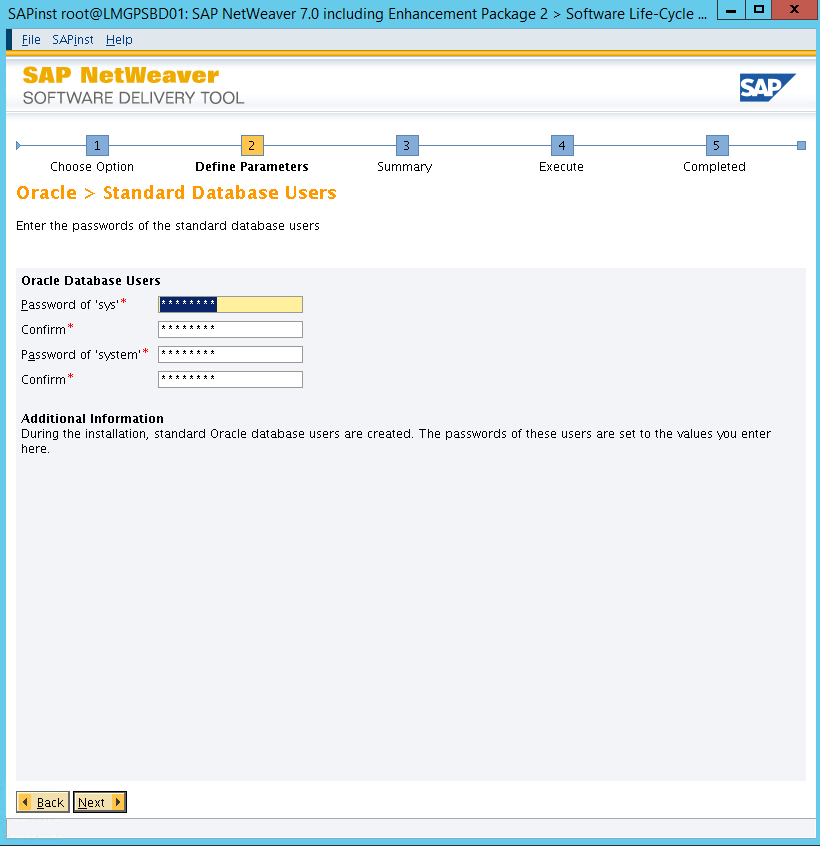 SAPinst root@LMGPSBD01: SAP NetWeaver 7.0 including Enhancement Package 2 > Software Life-Cycle ...
File SAPinst Help
SAP NetWeaver
SOFTWARE DELIVERY TOOL
SAP
1 2 3 4 5
Choose Option Define Parameters Summary Execute Completed
Oracle > Standard Database Users
Enter the passwords of the standard database users
Oracle Database Users
Password of 'sys'* ********
Confirm* ********
Password of 'system'* ********
Confirm* ********
Additional Information
During the installation, standard Oracle database users are created. The passwords of these users are set to the values you enter
here.
Back Next